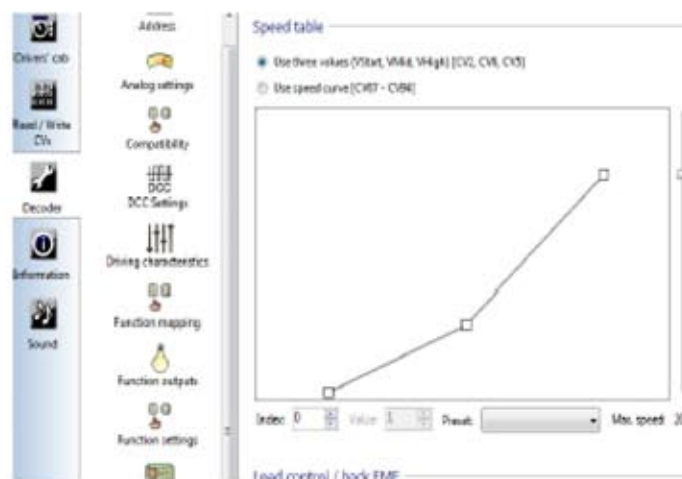 Drivers' cab
Read / Write
CVs
Decoder
Information
Sound
Address
Analog settings
Compatibility
DCC
DCC Settings
Driving characteristics
Function mapping
Function outputs
Function settings
Speed table
Use three values (VStart, VMid, VHigh) [CV2, CV6, CV5]
Use speed curve [CV67 - CV94]
Index: 0
Value: 1
Preset:
Max. speed: 20
Load control / back EMF